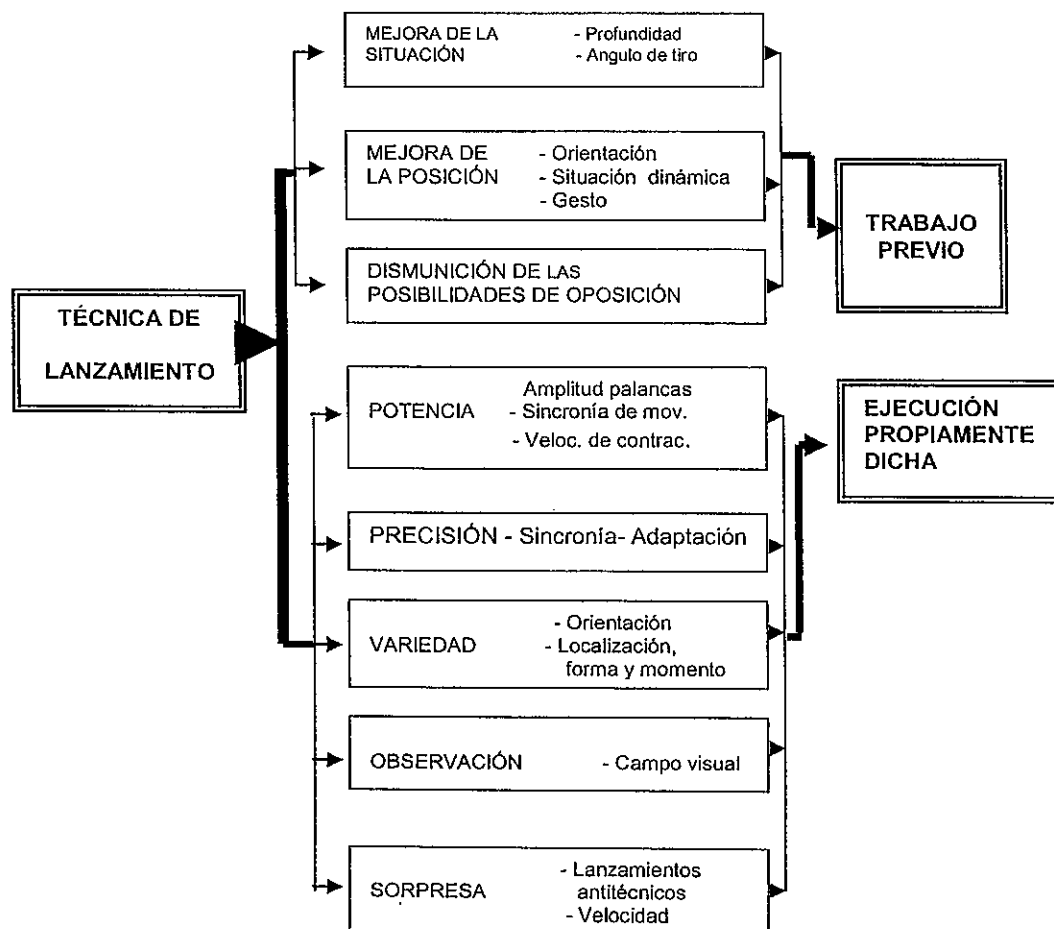 MEJORA DE LA - Profundidad
SITUACIÓN - Angulo de tiro
MEJORA DE - Orientación
LA POSICIÓN - Situación dinámica
- Gesto
DISMUNICIÓN DE LAS
POSIBILIDADES DE OPOSICIÓN
TRABAJO
PREVIO
TÉCNICA DE
LANZAMIENTO
Amplitud palancas
POTENCIA - Sincronía de mov.
- Veloc. de contrac.
EJECUCIÓN
PROPIAMENTE
DICHA
PRECISIÓN - Sincronía- Adaptación
- Orientación
VARIEDAD - Localización,
forma y momento
OBSERVACIÓN - Campo visual
- Lanzamientos
SORPRESA antitécnicos
- Velocidad